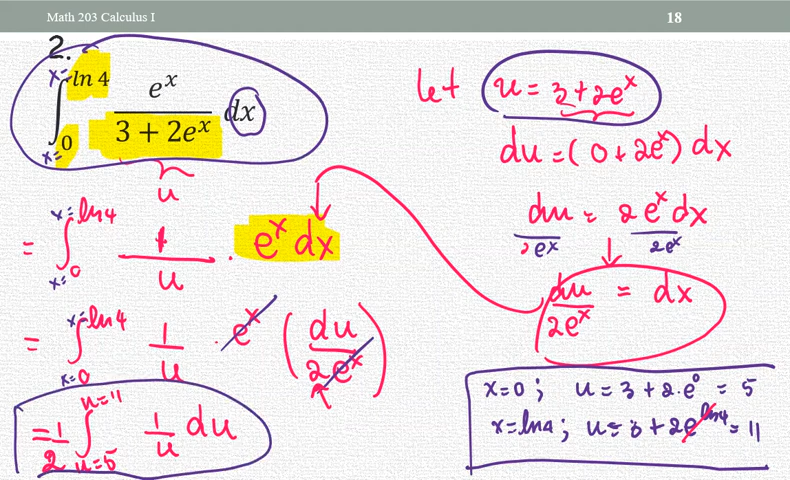 Math 203 Calculus I
18
2.
∫ x=0 x=ln 4 e^x / (3 + 2e^x) dx
u
= ∫ x=0 x=ln4 1/u · e^x dx
= ∫ x=0 x=ln4 1/u · e^x (du / 2e^x)
= 1/2 ∫ u=5 u=11 1/u du
let u = 3 + 2e^x
du = (0 + 2e^x) dx
du = 2e^x dx
2e^x 2e^x
du / 2e^x = dx
x=0 ; u = 3 + 2·e^0 = 5
x=ln4 ; u = 3 + 2e^ln4 = 11